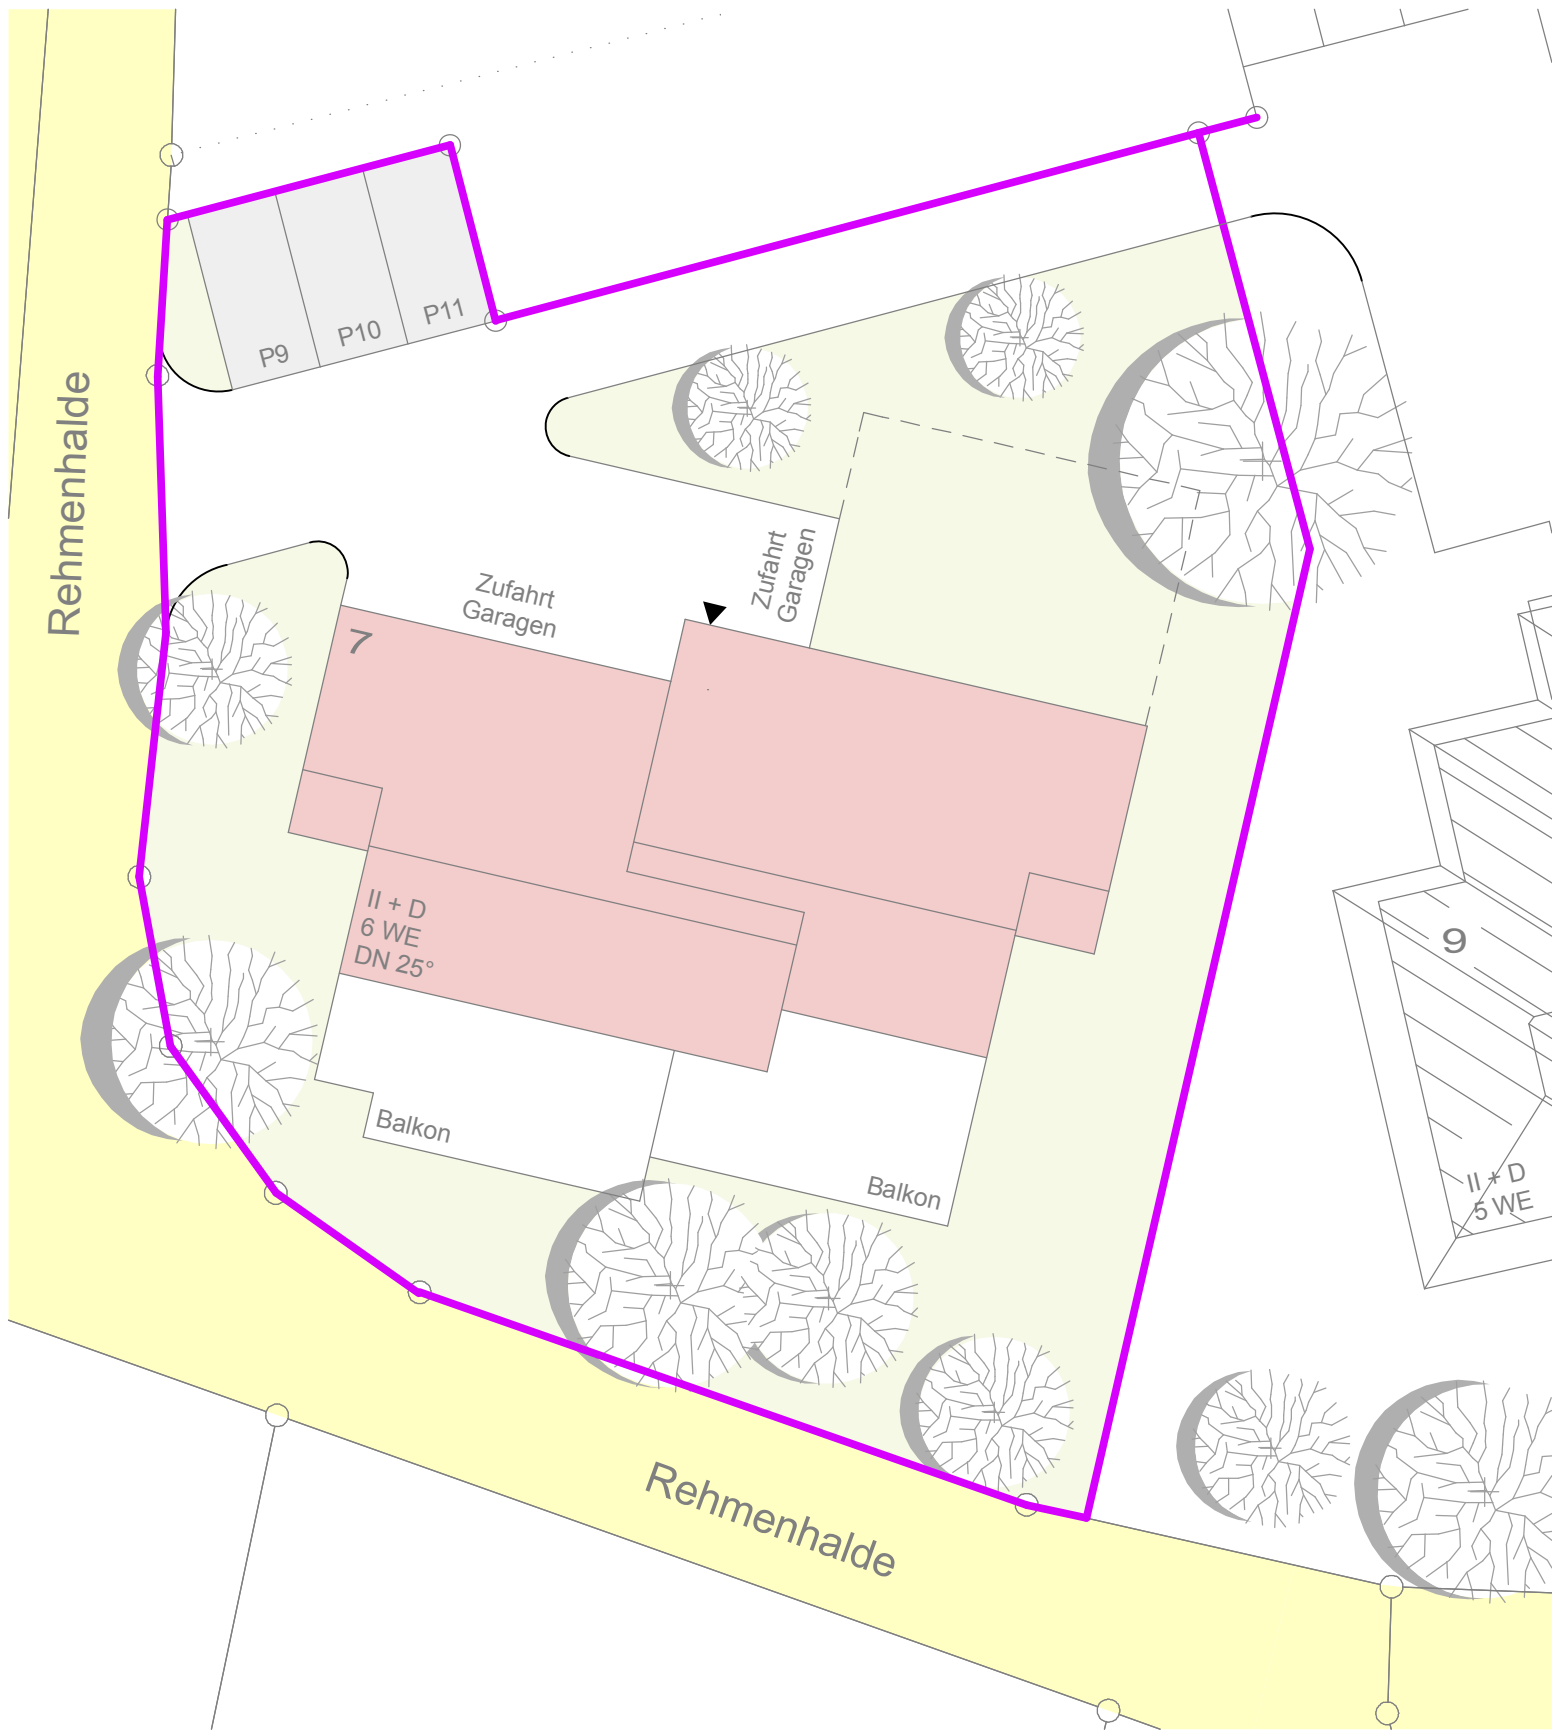 P9
P10
P11
Rehmenhalde
Zufahrt
Garagen
Zufahrt
Garagen
7
II + D
6 WE
DN 25°
9
Balkon
Balkon
II + D
5 WE
Rehmenhalde